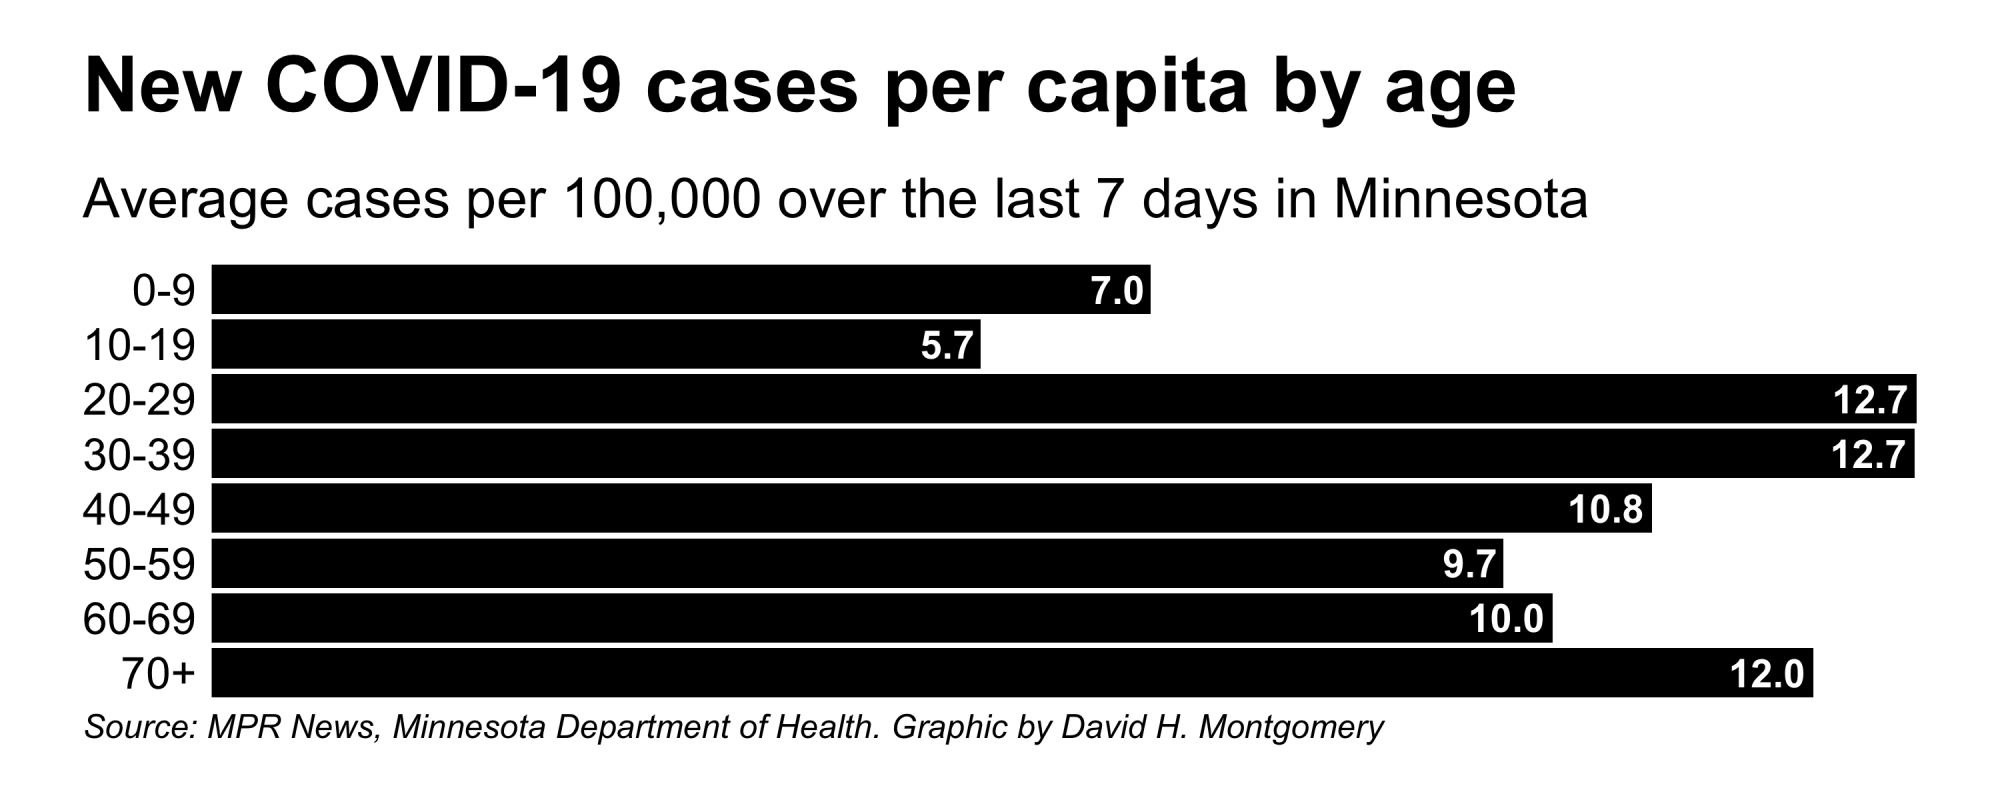 New COVID-19 cases per capita by age
Average cases per 100,000 over the last 7 days in Minnesota
0-9 7.0
10-19 5.7
20-29 12.7
30-39 12.7
40-49 10.8
50-59 9.7
60-69 10.0
70+ 12.0
Source: MPR News, Minnesota Department of Health. Graphic by David H. Montgomery